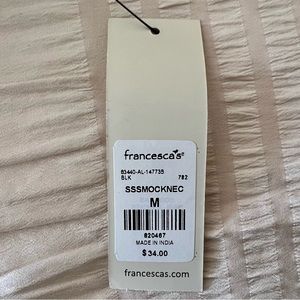 francesca's®
63440-AL-147735
BLK 782
SSSMOCKNEC
M
820467
MADE IN INDIA
$34.00
francescas.com